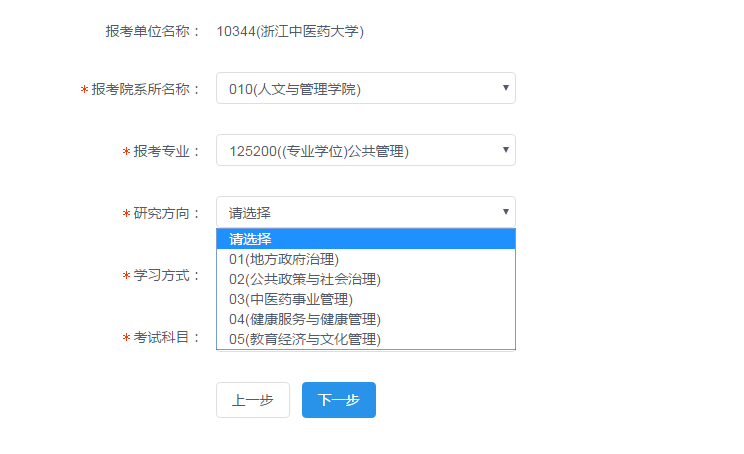 报考单位名称： 10344(浙江中医药大学)
*报考院系所名称： 010(人文与管理学院)
*报考专业： 125200((专业学位)公共管理)
*研究方向： 请选择
请选择
01(地方政府治理)
02(公共政策与社会治理)
03(中医药事业管理)
04(健康服务与健康管理)
05(教育经济与文化管理)
*学习方式：
*考试科目：
上一步 下一步